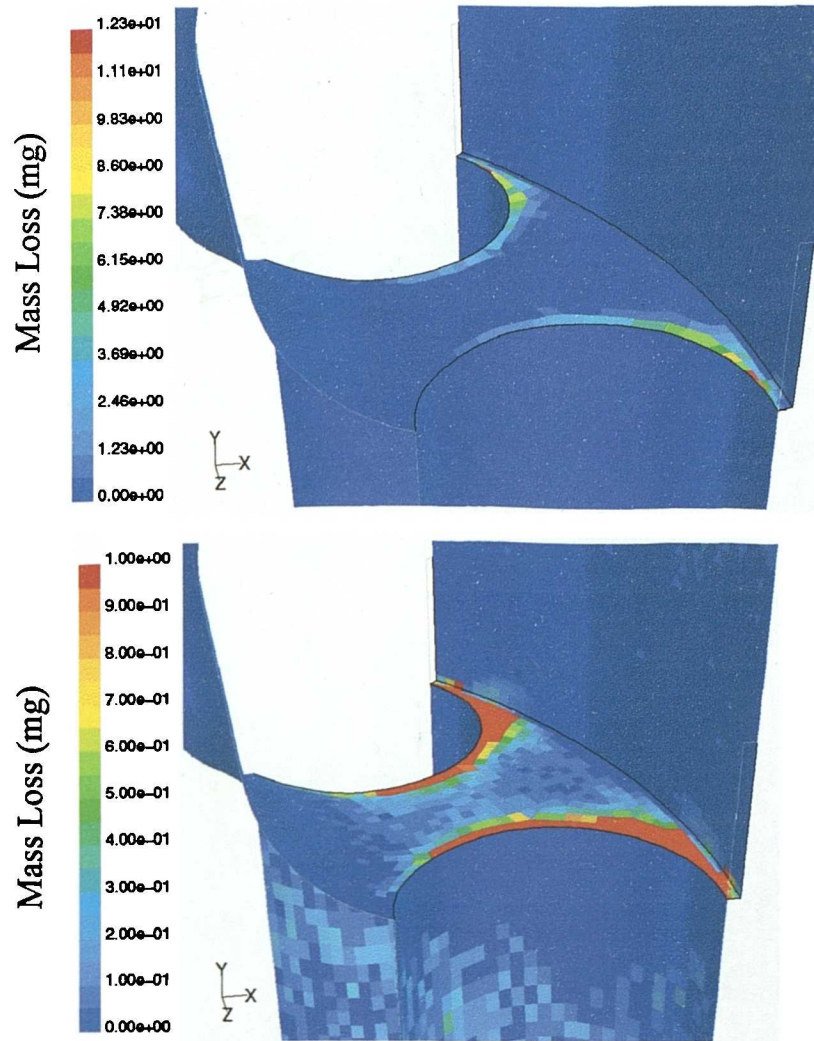 Mass Loss (mg)
1.23e+01
1.11e+01
9.83e+00
8.60e+00
7.38e+00
6.15e+00
4.92e+00
3.69e+00
2.46e+00
1.23e+00
0.00e+00
Y
X
Z
Mass Loss (mg)
1.00e+00
9.00e-01
8.00e-01
7.00e-01
6.00e-01
5.00e-01
4.00e-01
3.00e-01
2.00e-01
1.00e-01
0.00e+00
Y
X
Z